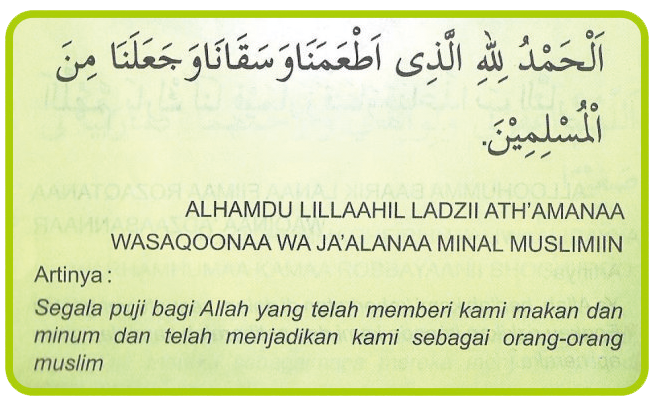 اَلْحَمْدُ لِلّٰهِ الَّذِى اَطْعَمَنَاوَسَقَانَاوَجَعَلَنَا مِنَ
الْمُسْلِمِيْنَ.
ALHAMDU LILLAAHIL LADZII ATH’AMANAA
WASAQOONAA WA JA’ALANAA MINAL MUSLIMIIN
Artinya :
Segala puji bagi Allah yang telah memberi kami makan dan
minum dan telah menjadikan kami sebagai orang-orang
muslim